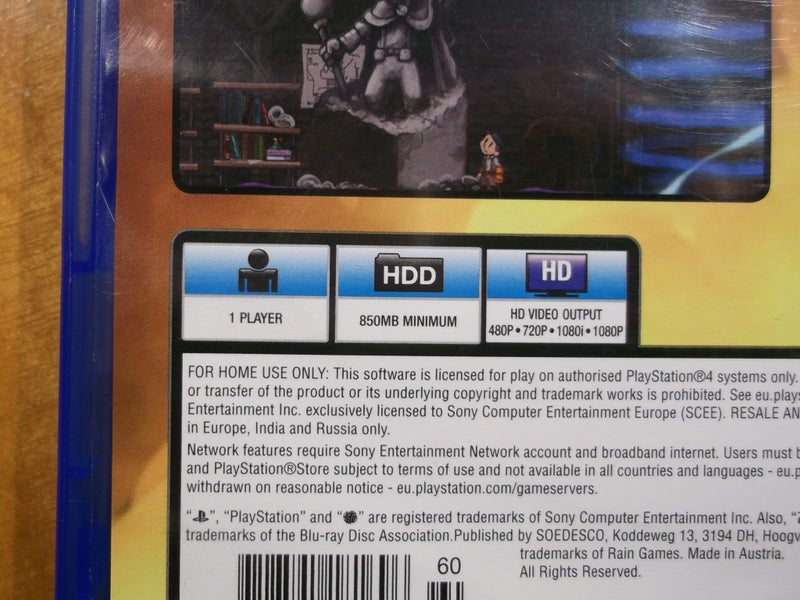 1 PLAYER
HDD
850MB MINIMUM
HD
HD VIDEO OUTPUT
480P • 720P • 1080i • 1080P
FOR HOME USE ONLY: This software is licensed for play on authorised PlayStation®4 systems only.
or transfer of the product or its underlying copyright and trademark works is prohibited. See eu.plays
Entertainment Inc. exclusively licensed to Sony Computer Entertainment Europe (SCEE). RESALE AN
in Europe, India and Russia only.
Network features require Sony Entertainment Network account and broadband internet. Users must b
and PlayStation®Store subject to terms of use and not available in all countries and languages - eu.p
withdrawn on reasonable notice - eu.playstation.com/gameservers.
“ ”, “PlayStation” and “ ” are registered trademarks of Sony Computer Entertainment Inc. Also, “
trademarks of the Blu-ray Disc Association.Published by SOEDESCO, Koddeweg 13, 3194 DH, Hoogv
trademarks of Rain Games. Made in Austria.
All Rights Reserved.
60